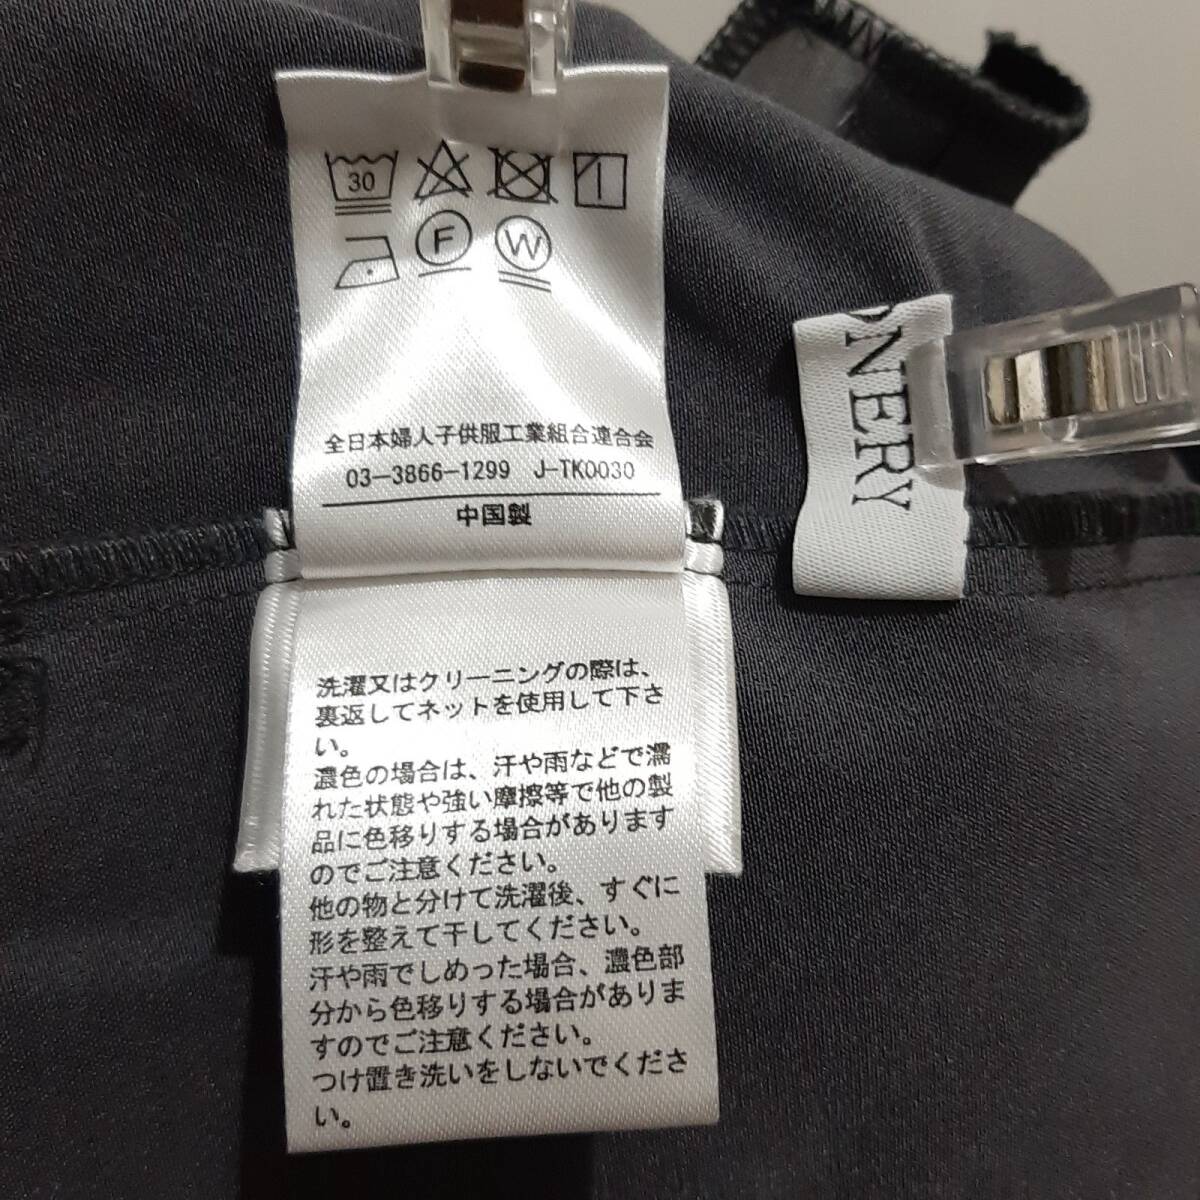 30
F
W
全日本婦人子供服工業組合連合会
03-3866-1299 J-TK0030
中国製
ONERY
洗濯又はクリーニングの際は、
裏返してネットを使用して下さ
い。
濃色の場合は、汗や雨などで濡
れた状態や強い摩擦等で他の製
品に色移りする場合があります
のでご注意ください。
他の物と分けて洗濯後、すぐに
形を整えて干してください。
汗や雨でしめった場合、濃色部
分から色移りする場合がありま
すのでご注意ください。
つけ置き洗いをしないでくださ
い。